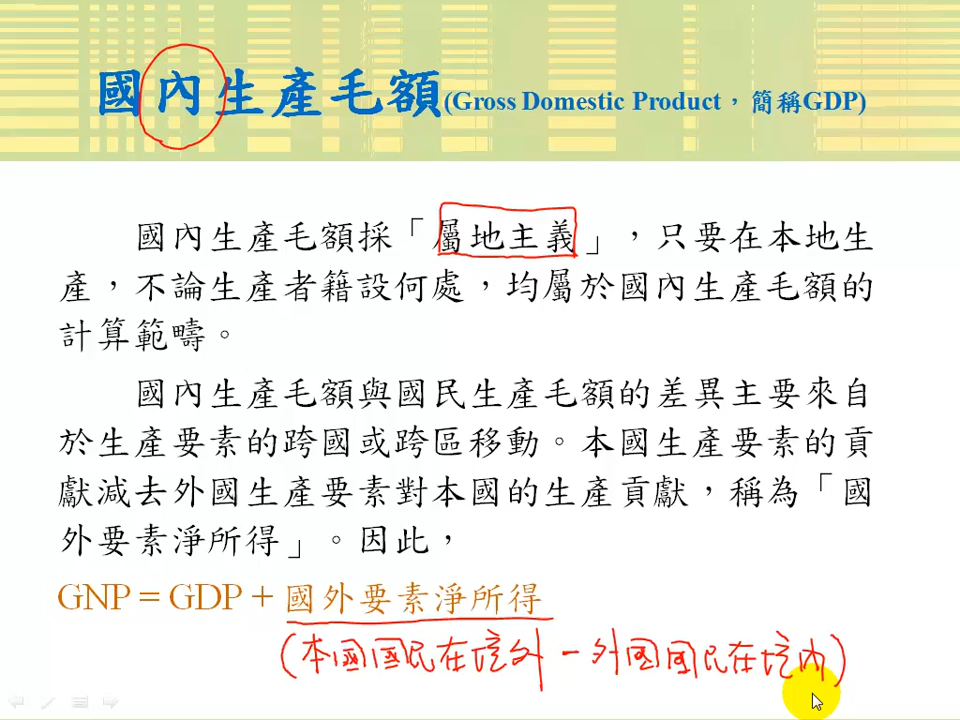 國內生產毛額(Gross Domestic Product，簡稱GDP)
國內生產毛額採「屬地主義」，只要在本地生
產，不論生產者籍設何處，均屬於國內生產毛額的
計算範疇。
國內生產毛額與國民生產毛額的差異主要來自
於生產要素的跨國或跨區移動。本國生產要素的貢
獻減去外國生產要素對本國的生產貢獻，稱為「國
外要素淨所得」。因此，
GNP = GDP + 國外要素淨所得
(本國國民在境外 - 外國國民在境內)